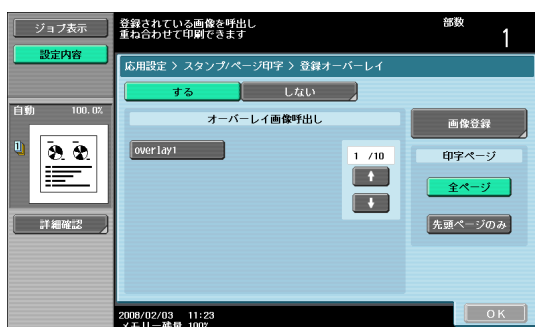 ジョブ表示
設定内容
登録されている画像を呼出し
重ね合わせて印刷できます
部数
1
応用設定 > スタンプ/ページ印字 > 登録オーバーレイ
する
しない
自動 100.0%
オーバーレイ画像呼出し
画像登録
overlay1
1 /10
印字ページ
全ページ
先頭ページのみ
詳細確認
2008/02/03 11:23
メモリー残量 100%
OK